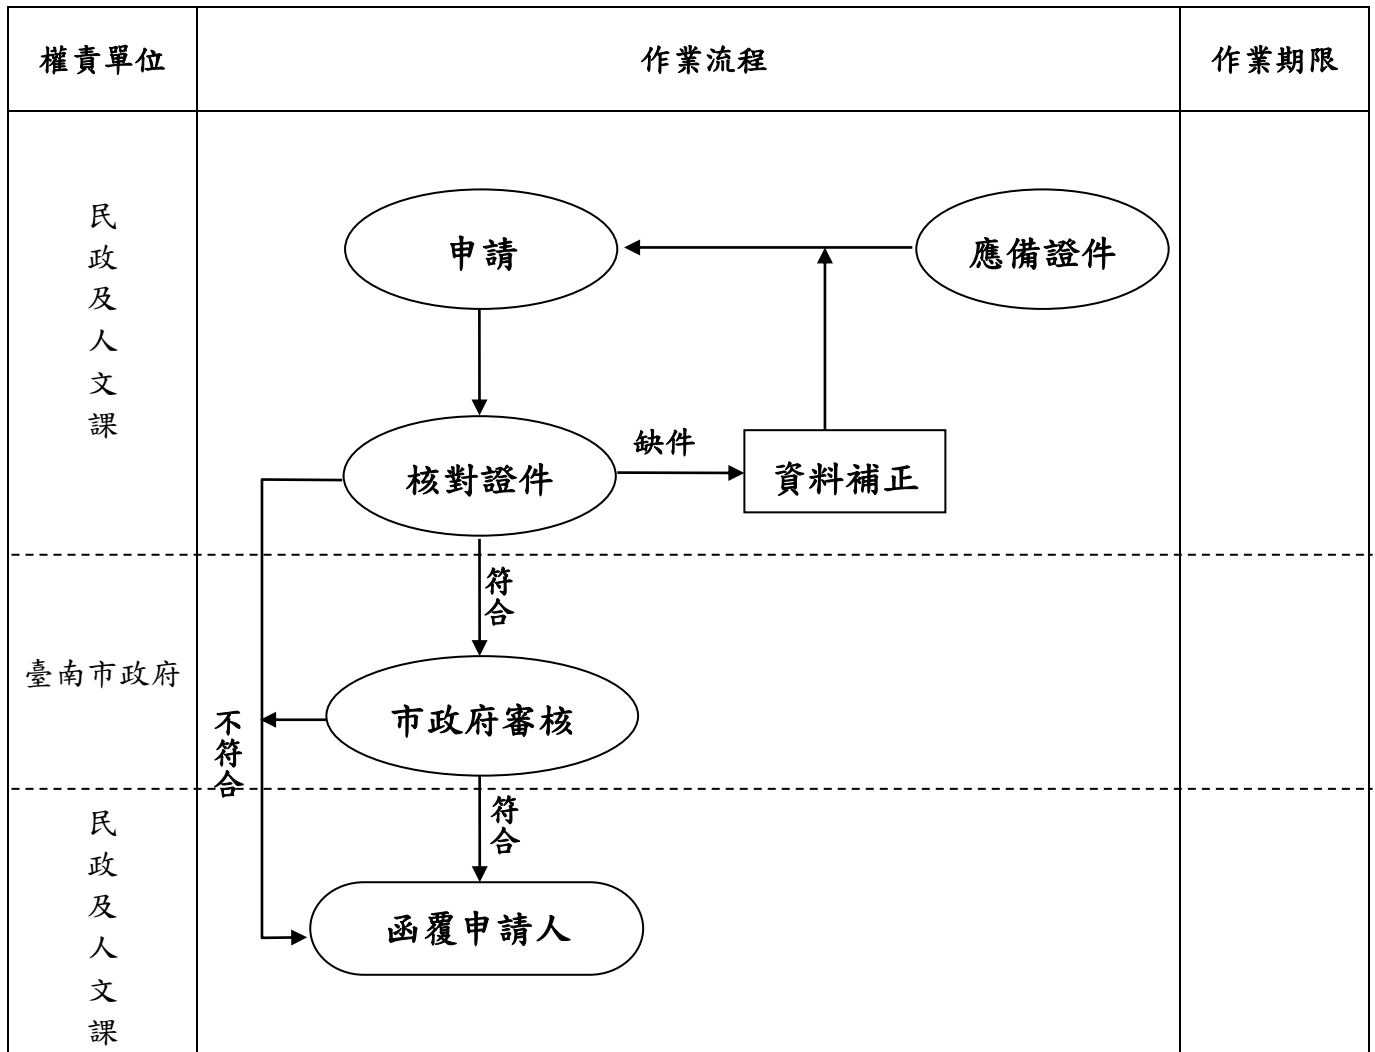 權責單位
作業流程
作業期限
民政及人文課
申請
應備證件
核對證件
缺件
資料補正
符合
臺南市政府
市政府審核
不符合
符合
民政及人文課
函覆申請人